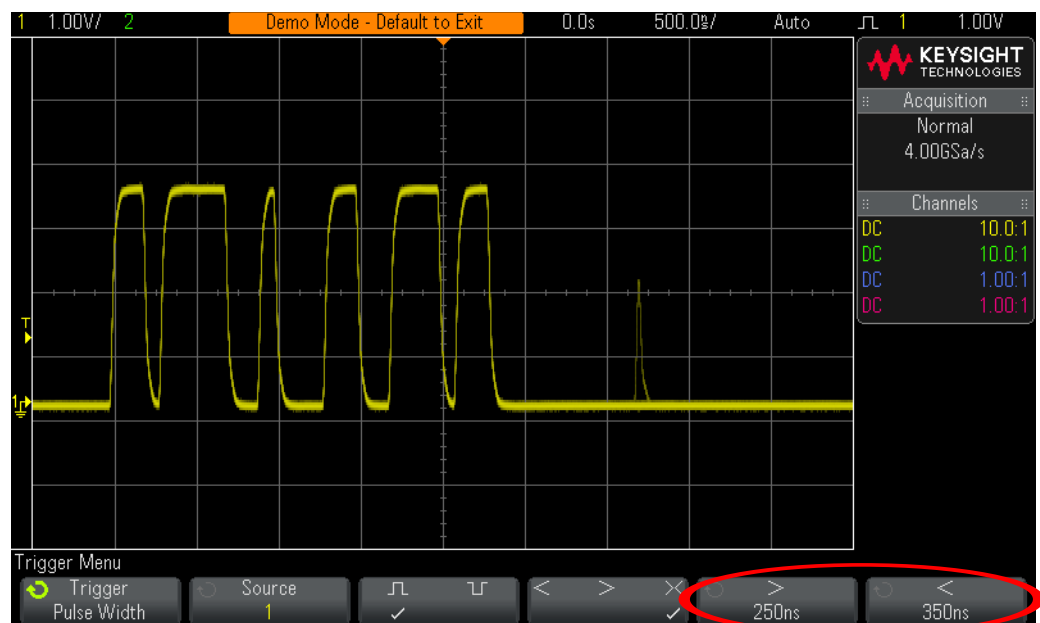 1 1.00V/ 2 Demo Mode - Default to Exit 0.0s 500.0ns/ Auto 1 1.00V
KEYSIGHT
TECHNOLOGIES
Acquisition
Normal
4.00GSa/s
Channels
DC 10.0:1
DC 10.0:1
DC 1.00:1
DC 1.00:1
T
1
Trigger Menu
Trigger Source < > >< > <
Pulse Width 1 ✓ ✓ 250ns 350ns